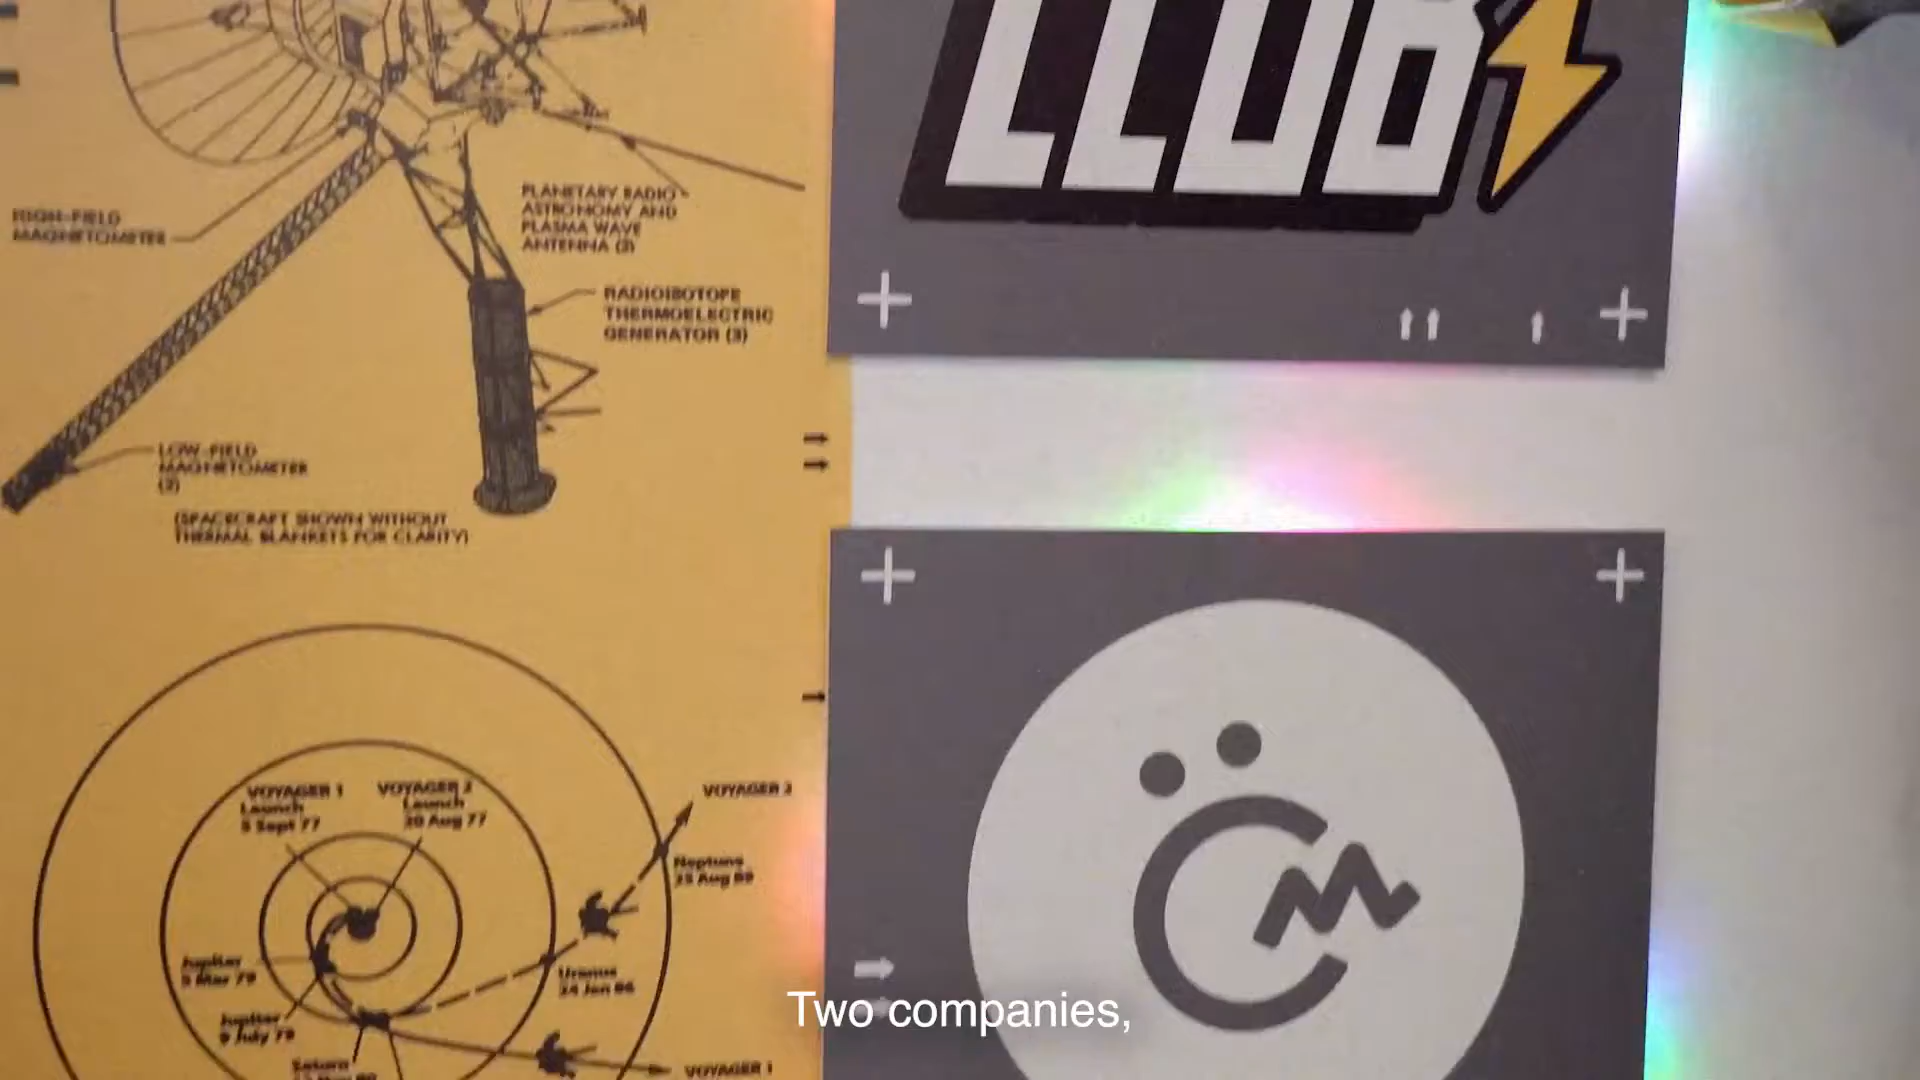 CLUB
PLANETARY RADIO
ASTRONOMY AND
PLASMA WAVE
ANTENNA (2)
HIGH-FIELD
MAGNETOMETER
RADIOISOTOPE
THERMOELECTRIC
GENERATOR (3)
LOW-FIELD
MAGNETOMETER
(2)
(SPACECRAFT SHOWN WITHOUT
THERMAL BLANKETS FOR CLARITY)
VOYAGER 1
Launch
5 Sept 77
VOYAGER 2
Launch
20 Aug 77
VOYAGER 2
Neptune
25 Aug 89
Uranus
24 Jan 86
Jupiter
5 Mar 79
Jupiter
9 July 79
Saturn
VOYAGER 1
Two companies,